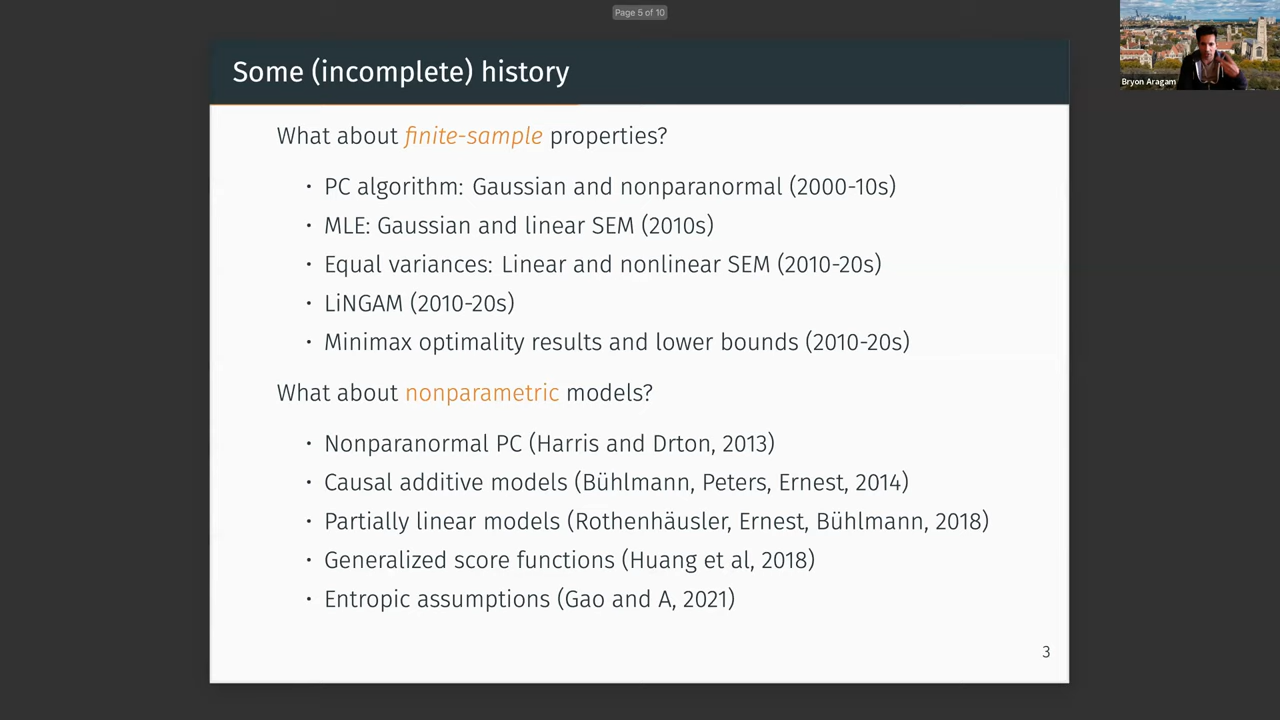 Page 5 of 10
Bryon Aragam
Some (incomplete) history
What about finite-sample properties?
· PC algorithm: Gaussian and nonparanormal (2000-10s)
· MLE: Gaussian and linear SEM (2010s)
· Equal variances: Linear and nonlinear SEM (2010-20s)
· LiNGAM (2010-20s)
· Minimax optimality results and lower bounds (2010-20s)
What about nonparametric models?
· Nonparanormal PC (Harris and Drton, 2013)
· Causal additive models (Bühlmann, Peters, Ernest, 2014)
· Partially linear models (Rothenhäusler, Ernest, Bühlmann, 2018)
· Generalized score functions (Huang et al, 2018)
· Entropic assumptions (Gao and A, 2021)
3